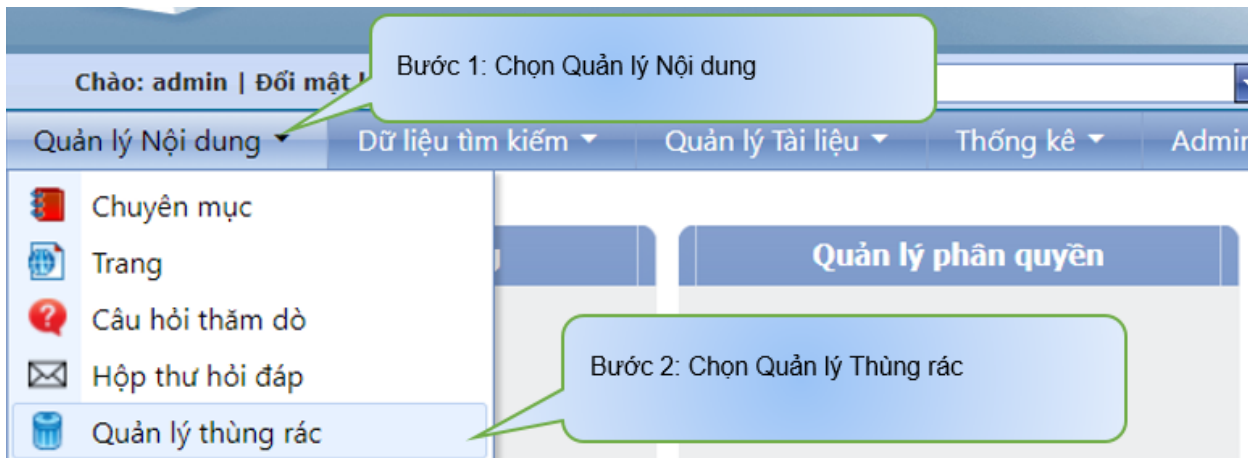 Bước 1: Chọn Quản lý Nội dung
Chào: admin | Đổi mật
Quản lý Nội dung Dữ liệu tìm kiếm Quản lý Tài liệu Thống kê Admin
Chuyên mục
Trang
Quản lý phân quyền
Câu hỏi thăm dò
Hộp thư hỏi đáp
Bước 2: Chọn Quản lý Thùng rác
Quản lý thùng rác